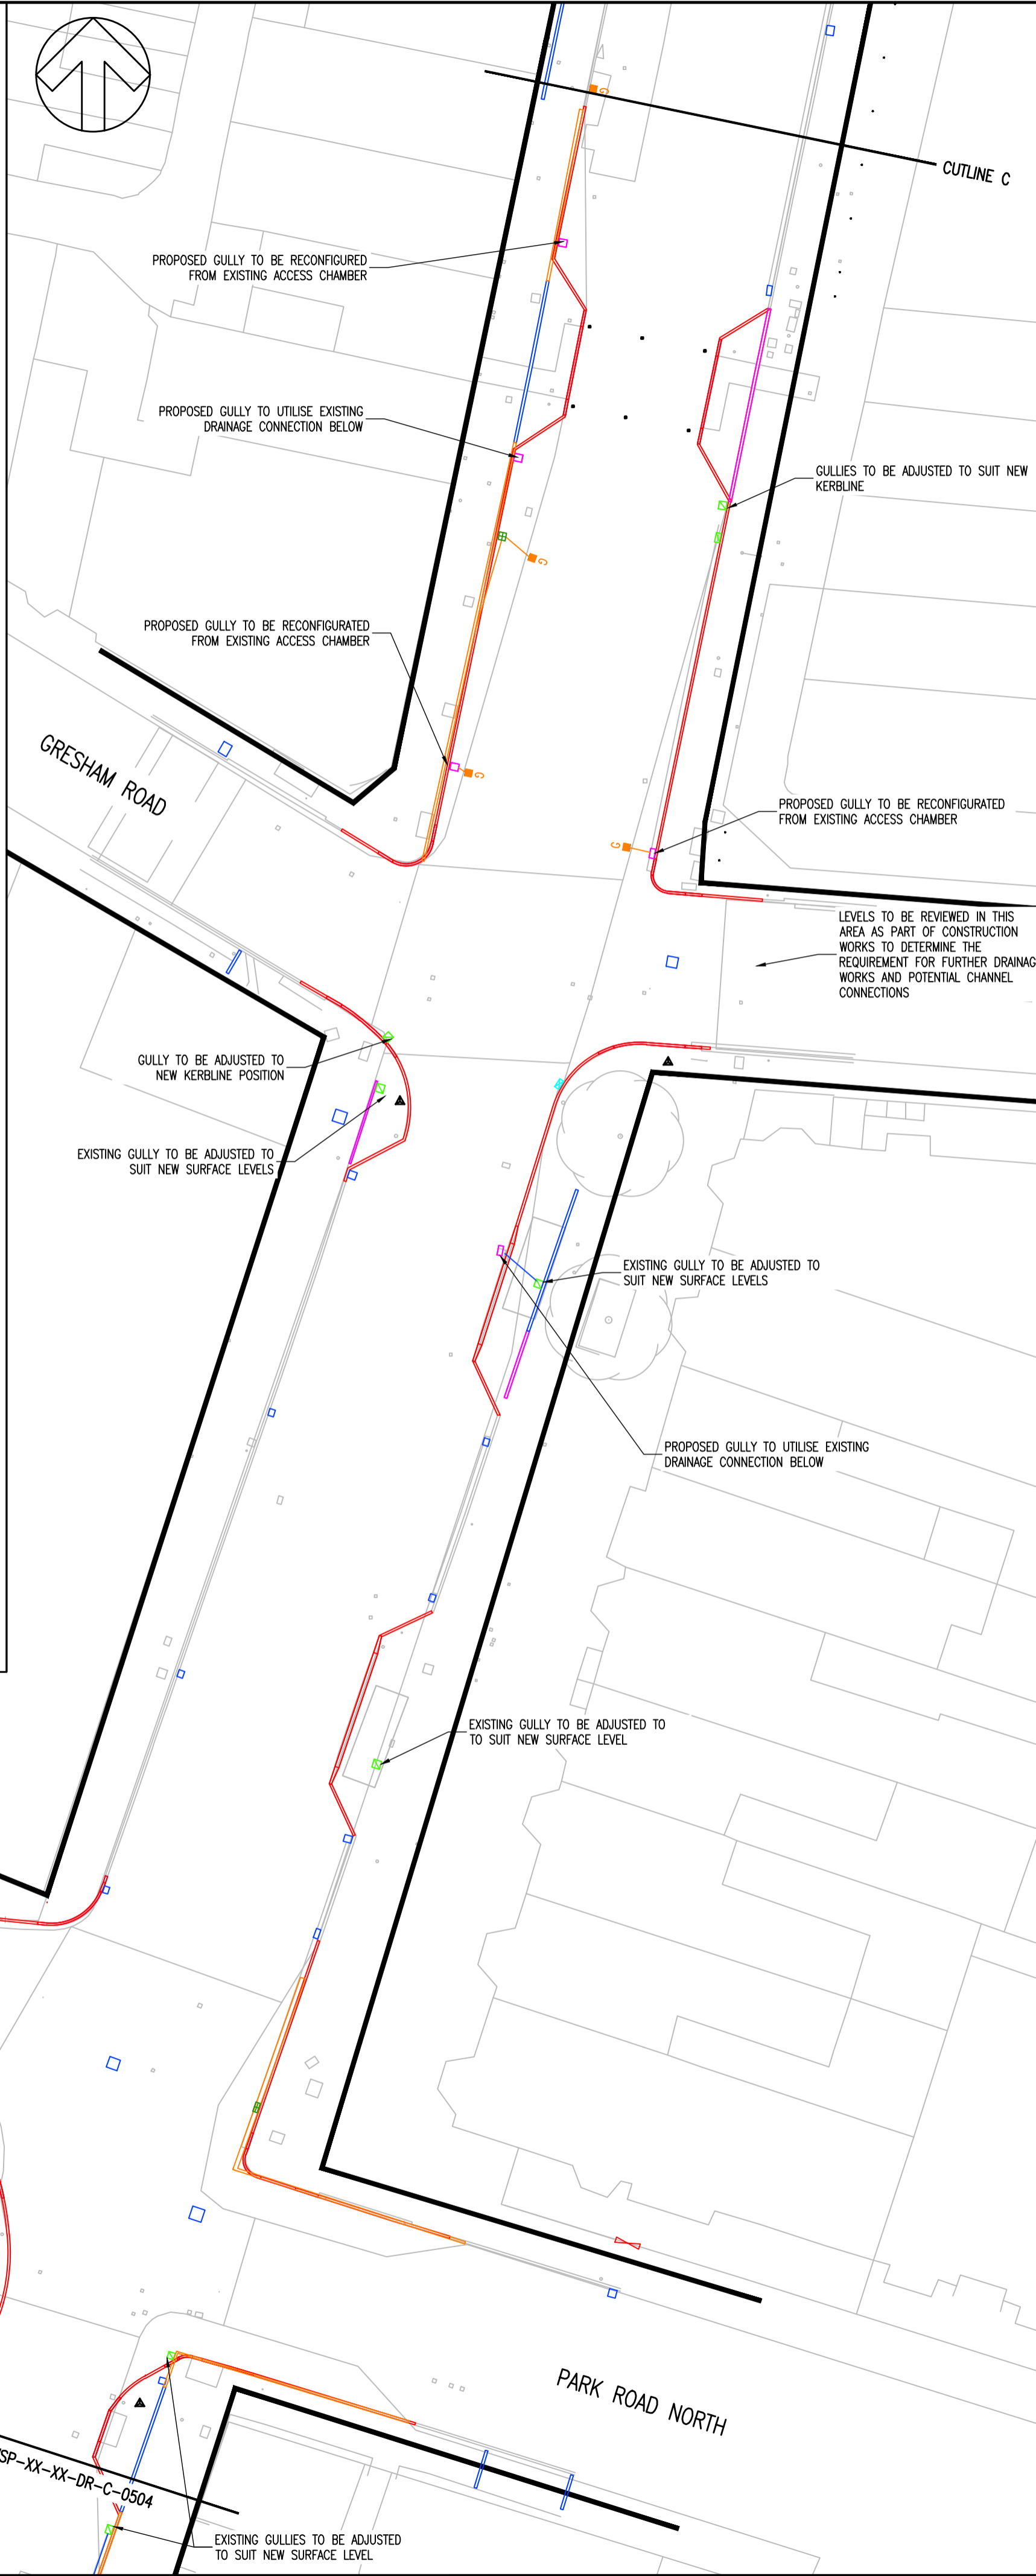 CUTLINE C
G
PROPOSED GULLY TO BE RECONFIGURED
FROM EXISTING ACCESS CHAMBER
PROPOSED GULLY TO UTILISE EXISTING
DRAINAGE CONNECTION BELOW
GULLIES TO BE ADJUSTED TO SUIT NEW
KERBLINE
G
PROPOSED GULLY TO BE RECONFIGURATED
FROM EXISTING ACCESS CHAMBER
GRESHAM ROAD
G
PROPOSED GULLY TO BE RECONFIGURATED
FROM EXISTING ACCESS CHAMBER
G
LEVELS TO BE REVIEWED IN THIS
AREA AS PART OF CONSTRUCTION
WORKS TO DETERMINE THE
REQUIREMENT FOR FURTHER DRAINAG
WORKS AND POTENTIAL CHANNEL
CONNECTIONS
GULLY TO BE ADJUSTED TO
NEW KERBLINE POSITION
EXISTING GULLY TO BE ADJUSTED TO
SUIT NEW SURFACE LEVELS
EXISTING GULLY TO BE ADJUSTED TO
SUIT NEW SURFACE LEVELS
PROPOSED GULLY TO UTILISE EXISTING
DRAINAGE CONNECTION BELOW
EXISTING GULLY TO BE ADJUSTED TO
TO SUIT NEW SURFACE LEVEL
PARK ROAD NORTH
SP-XX-XX-DR-C-0504
EXISTING GULLIES TO BE ADJUSTED
TO SUIT NEW SURFACE LEVEL